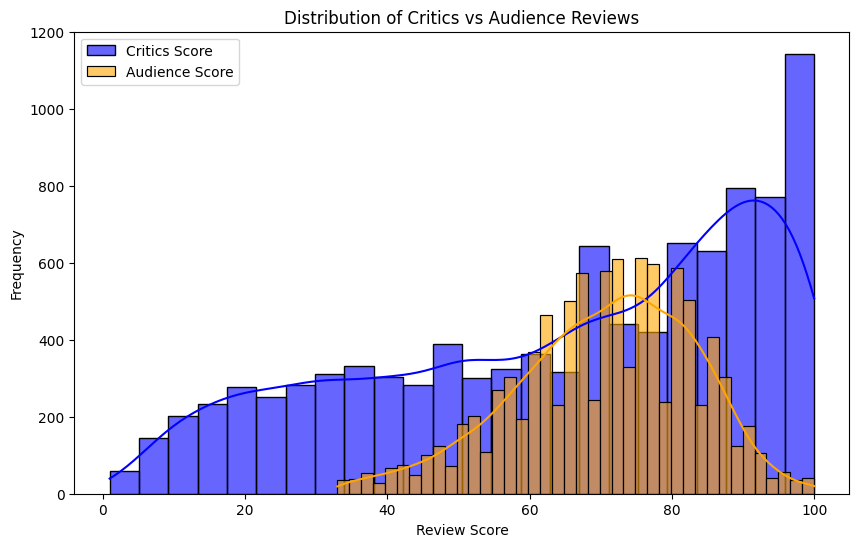 Distribution of Critics vs Audience Reviews
Critics Score
Audience Score
1200
1000
800
600
400
200
0
Frequency
0 20 40 60 80 100
Review Score